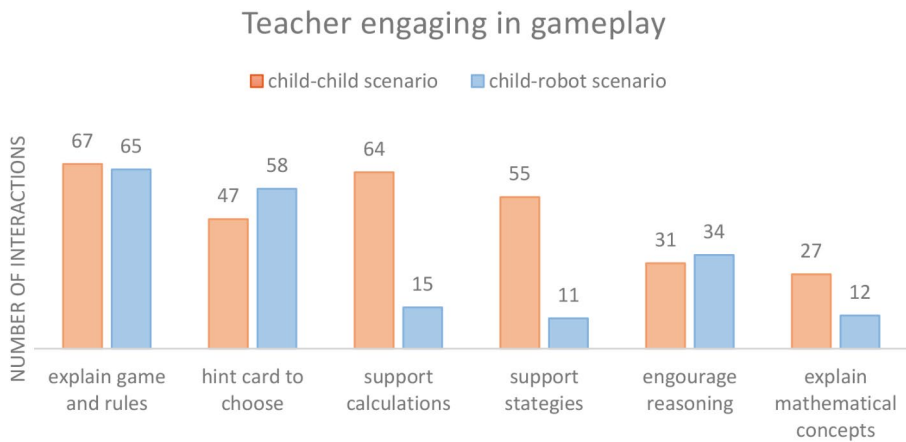 Teacher engaging in gameplay
child-child scenario child-robot scenario
NUMBER OF INTERACTIONS
67 65 47 58 64 15 55 11 31 34 27 12
explain game
and rules
hint card to
choose
support
calculations
support
stategies
engourage
reasoning
explain
mathematical
concepts